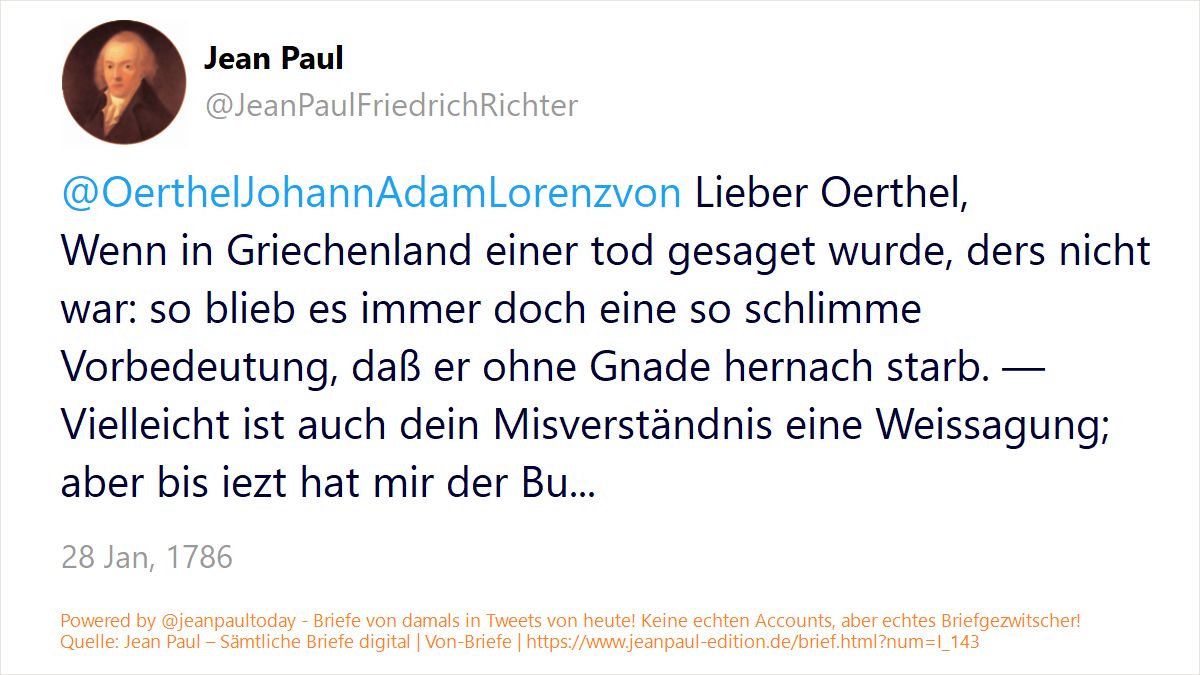 Jean Paul
@JeanPaulFriedrichRichter
@OerthelJohannAdamLorenzvon Lieber Oerthel,
Wenn in Griechenland einer tod gesaget wurde, ders nicht
war: so blieb es immer doch eine so schlimme
Vorbedeutung, daß er ohne Gnade hernach starb. —
Vielleicht ist auch dein Misverständnis eine Weissagung;
aber bis iezt hat mir der Bu...
28 Jan, 1786
Powered by @jeanpaultoday - Briefe von damals in Tweets von heute! Keine echten Accounts, aber echtes Briefgezwitscher!
Quelle: Jean Paul – Sämtliche Briefe digital | Von-Briefe | https://www.jeanpaul-edition.de/brief.html?num=I_143